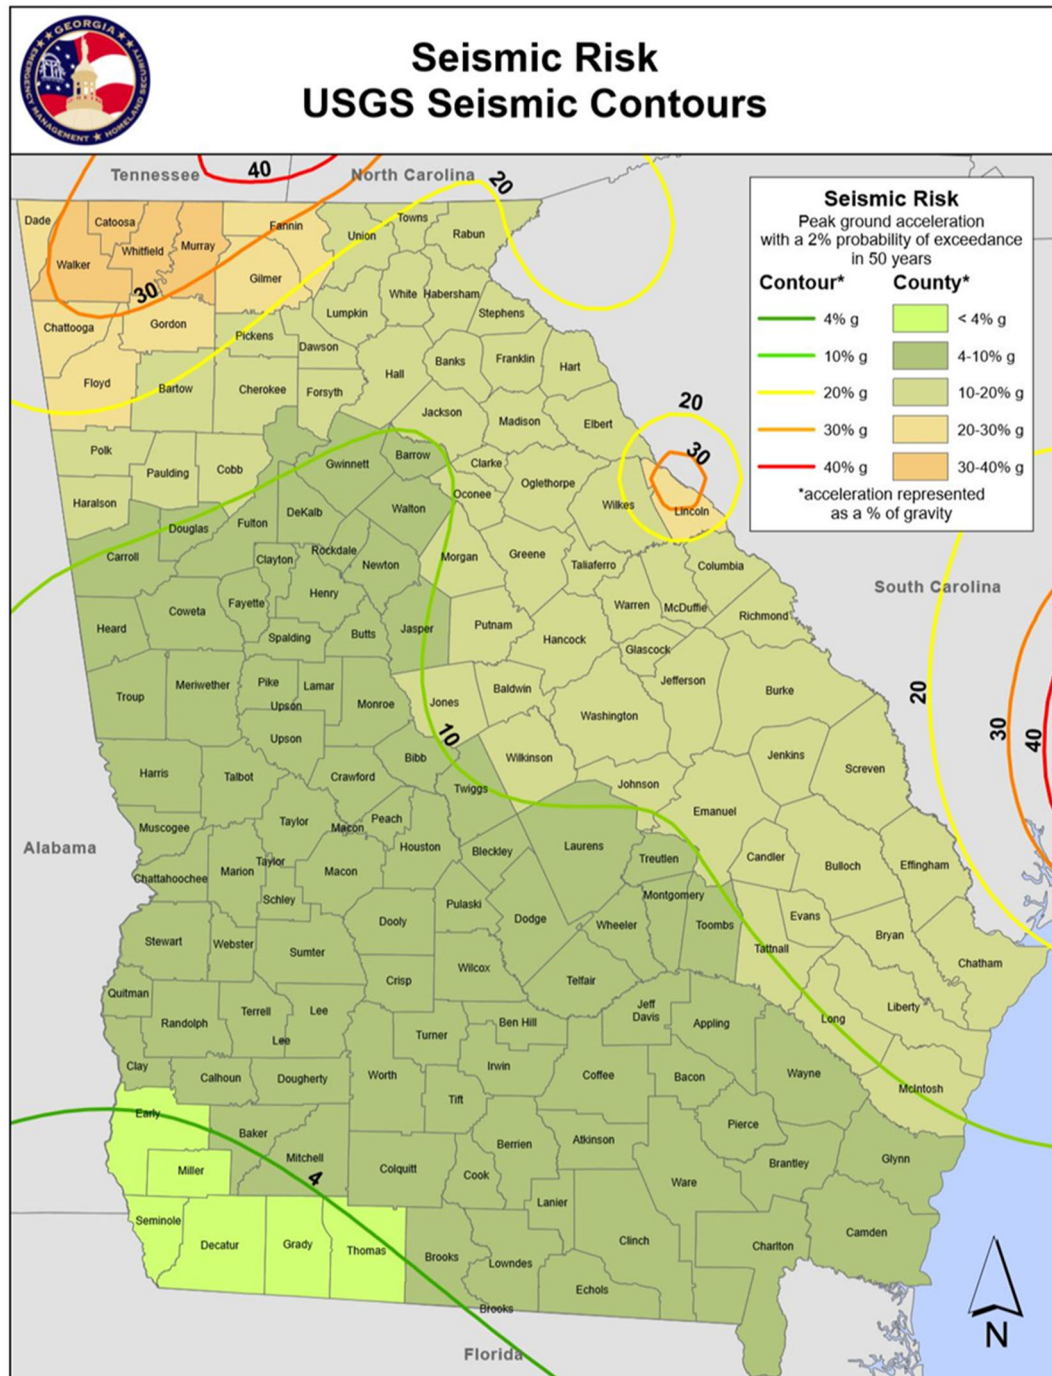 GEORGIA
EMERGENCY MANAGEMENT ★ HOMELAND SECURITY
Seismic Risk
USGS Seismic Contours
Tennessee
40
North Carolina
20
Seismic Risk
Peak ground acceleration
with a 2% probability of exceedance
in 50 years
Contour*
County*
4% g
< 4% g
10% g
4-10% g
20% g
10-20% g
30% g
20-30% g
40% g
30-40% g
*acceleration represented
as a % of gravity
Dade
Catoosa
Whitfield
Murray
Fannin
Union
Towns
Rabun
Walker
30
Gilmer
White
Habersham
Lumpkin
Stephens
Chattooga
Gordon
Pickens
Dawson
Floyd
Bartow
Cherokee
Forsyth
Hall
Banks
Franklin
Hart
Jackson
Madison
Elbert
20
30
Polk
Paulding
Cobb
Gwinnett
Barrow
Clarke
Oconee
Oglethorpe
Wilkes
Lincoln
Haralson
Douglas
Fulton
DeKalb
Walton
Carroll
Clayton
Rockdale
Newton
Morgan
Greene
Taliaferro
Columbia
South Carolina
Heard
Coweta
Fayette
Henry
Spalding
Butts
Jasper
Putnam
Hancock
Warren
McDuffie
Richmond
Glascock
Troup
Meriwether
Pike
Upson
Lamar
Monroe
Jones
Baldwin
Washington
Jefferson
Burke
20
30
40
Upson
10
Bibb
Wilkinson
Jenkins
Screven
Harris
Talbot
Crawford
Twiggs
Johnson
Emanuel
Muscogee
Taylor
Macon
Peach
Houston
Bleckley
Laurens
Treutlen
Candler
Bulloch
Effingham
Alabama
Chattahoochee
Marion
Taylor
Macon
Schley
Pulaski
Dodge
Montgomery
Wheeler
Toombs
Evans
Bryan
Tattnall
Chatham
Stewart
Webster
Sumter
Dooly
Crisp
Wilcox
Telfair
Quitman
Randolph
Terrell
Lee
Lee
Turner
Ben Hill
Jeff
Davis
Appling
Long
Liberty
Clay
Calhoun
Dougherty
Worth
Irwin
Coffee
Bacon
Wayne
McIntosh
Early
Tift
Baker
Mitchell
4
Berrien
Atkinson
Pierce
Brantley
Glynn
Miller
Colquitt
Cook
Lanier
Ware
Seminole
Decatur
Grady
Thomas
Brooks
Lowndes
Clinch
Charlton
Camden
Echols
Brooks
Florida
N